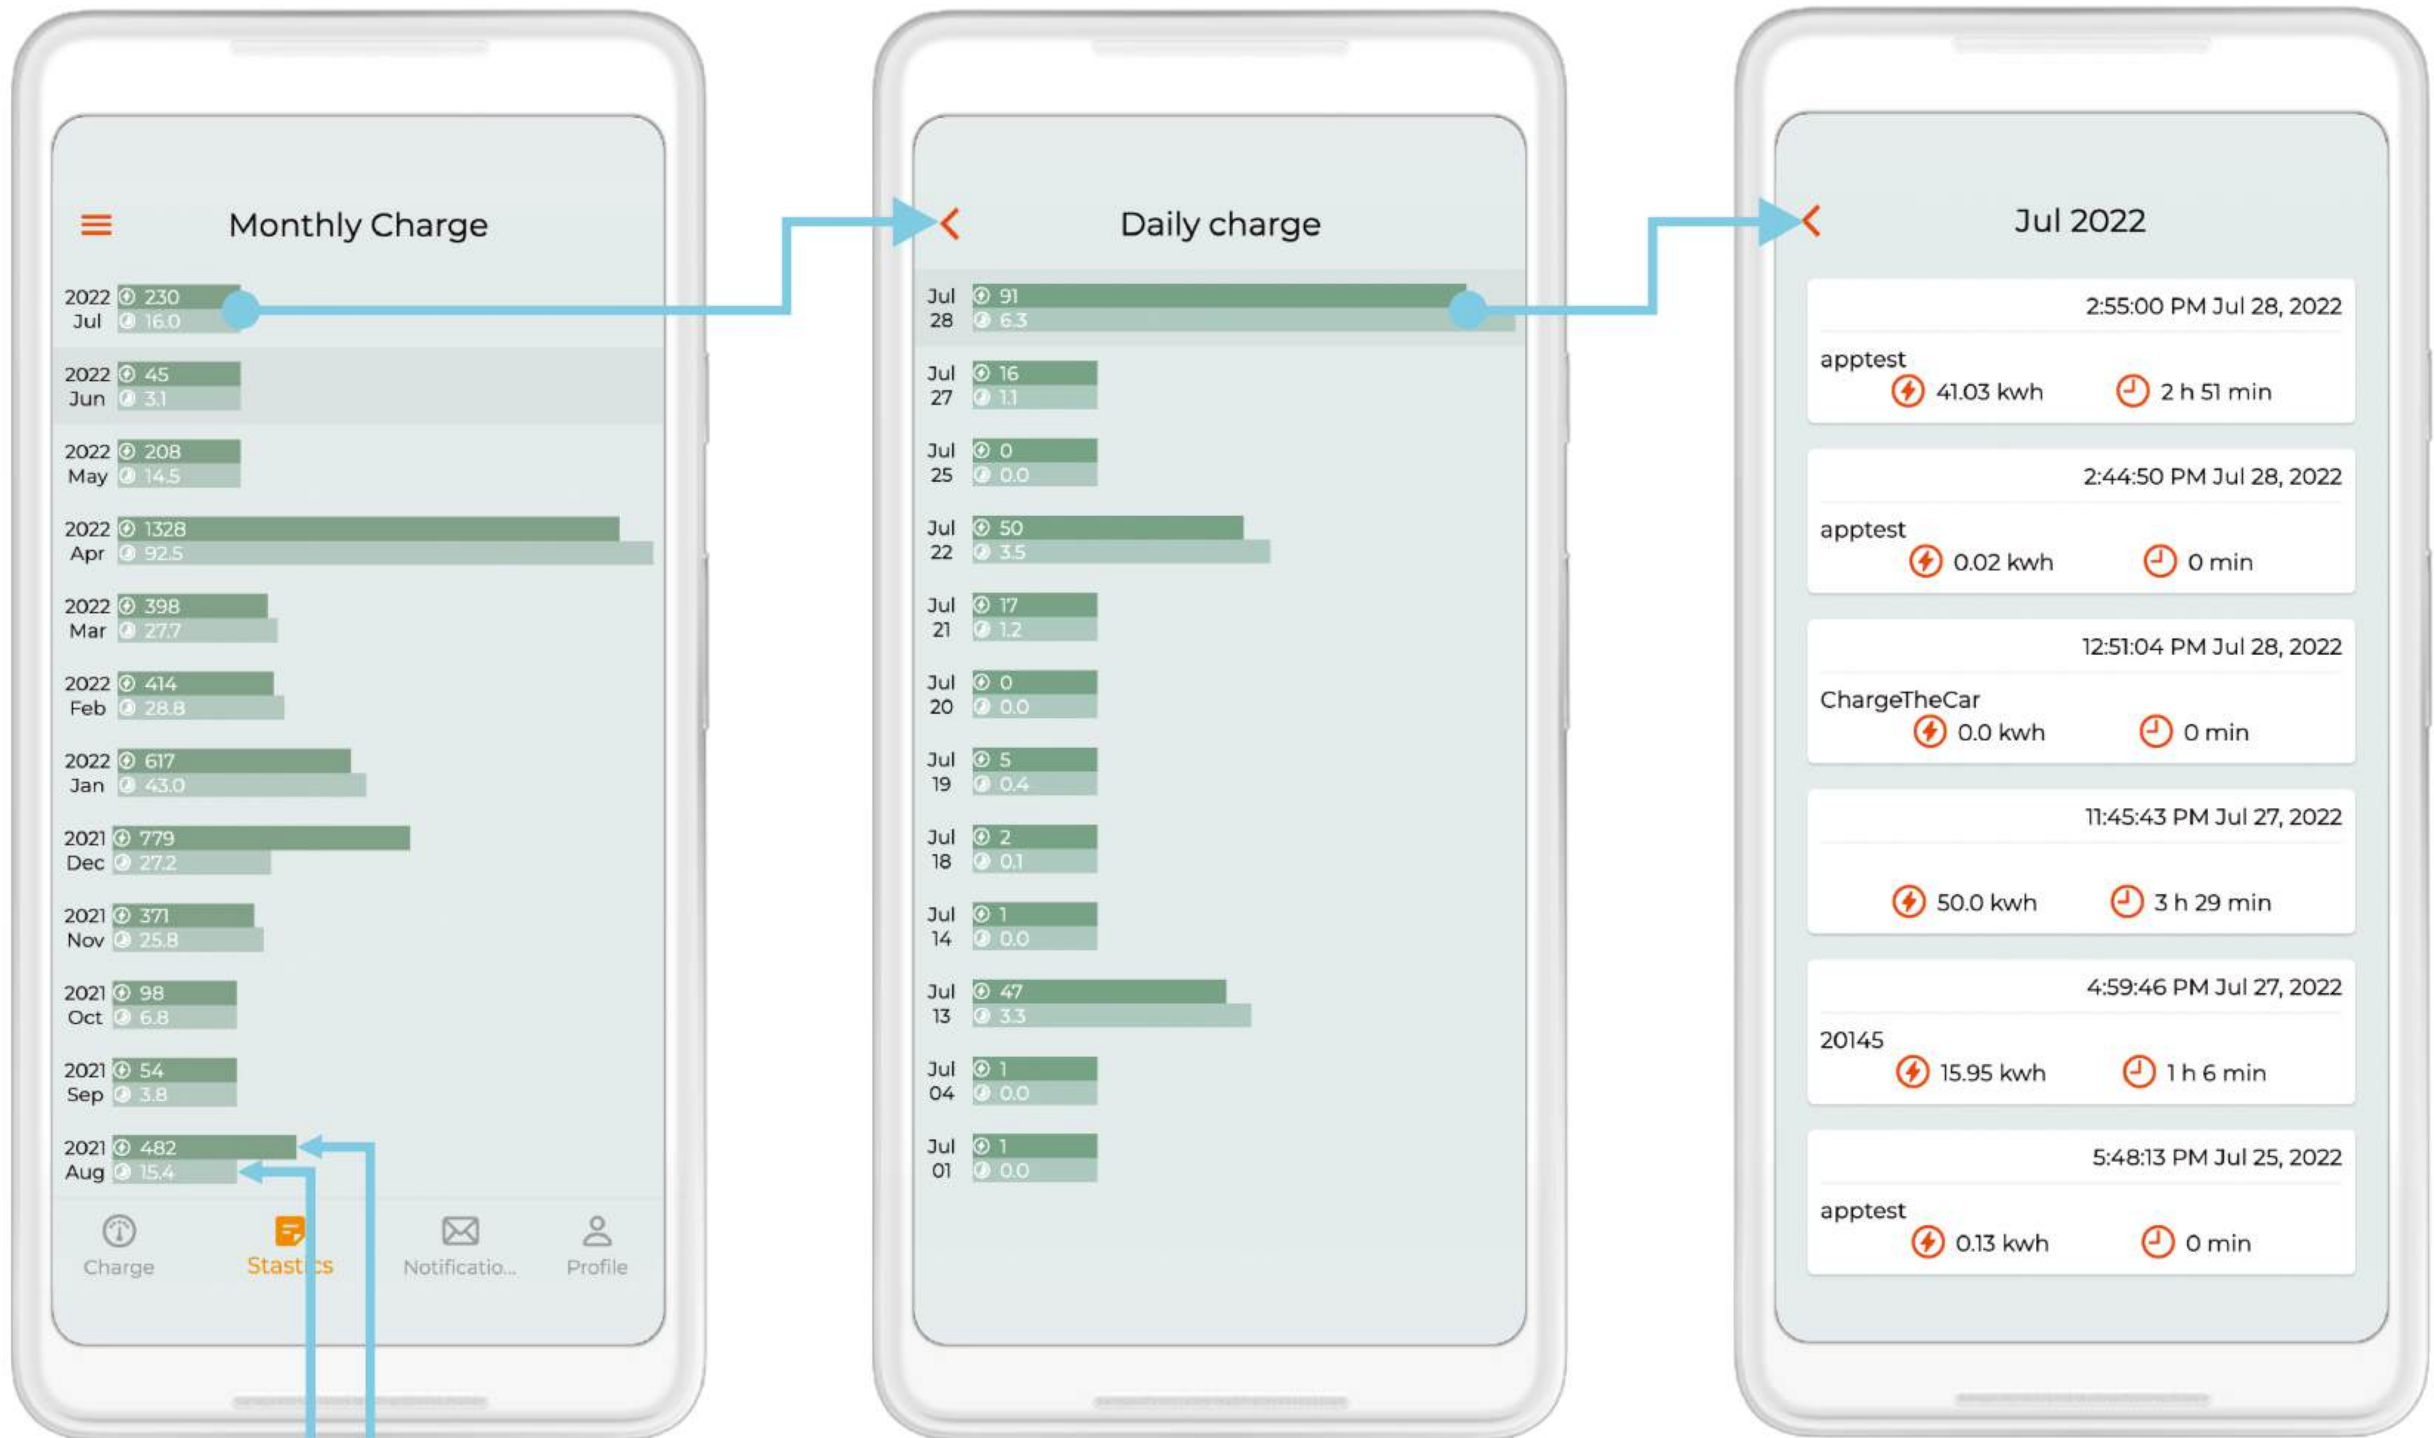 Monthly Charge
2022 230
Jul 16.0
2022 45
Jun 3.1
2022 208
May 14.5
2022 1328
Apr 92.5
2022 398
Mar 27.7
2022 414
Feb 28.8
2022 617
Jan 43.0
2021 779
Dec 27.2
2021 371
Nov 25.8
2021 98
Oct 6.8
2021 54
Sep 3.8
2021 482
Aug 15.4
Charge Stastics Notificatio... Profile
Daily charge
Jul 91
28 6.3
Jul 16
27 1.1
Jul 0
25 0.0
Jul 50
22 3.5
Jul 17
21 1.2
Jul 0
20 0.0
Jul 5
19 0.4
Jul 2
18 0.1
Jul 1
14 0.0
Jul 47
13 3.3
Jul 1
04 0.0
Jul 1
01 0.0
Jul 2022
2:55:00 PM Jul 28, 2022
apptest
41.03 kwh 2 h 51 min
2:44:50 PM Jul 28, 2022
apptest
0.02 kwh 0 min
12:51:04 PM Jul 28, 2022
ChargeTheCar
0.0 kwh 0 min
11:45:43 PM Jul 27, 2022
50.0 kwh 3 h 29 min
4:59:46 PM Jul 27, 2022
20145
15.95 kwh 1 h 6 min
5:48:13 PM Jul 25, 2022
apptest
0.13 kwh 0 min